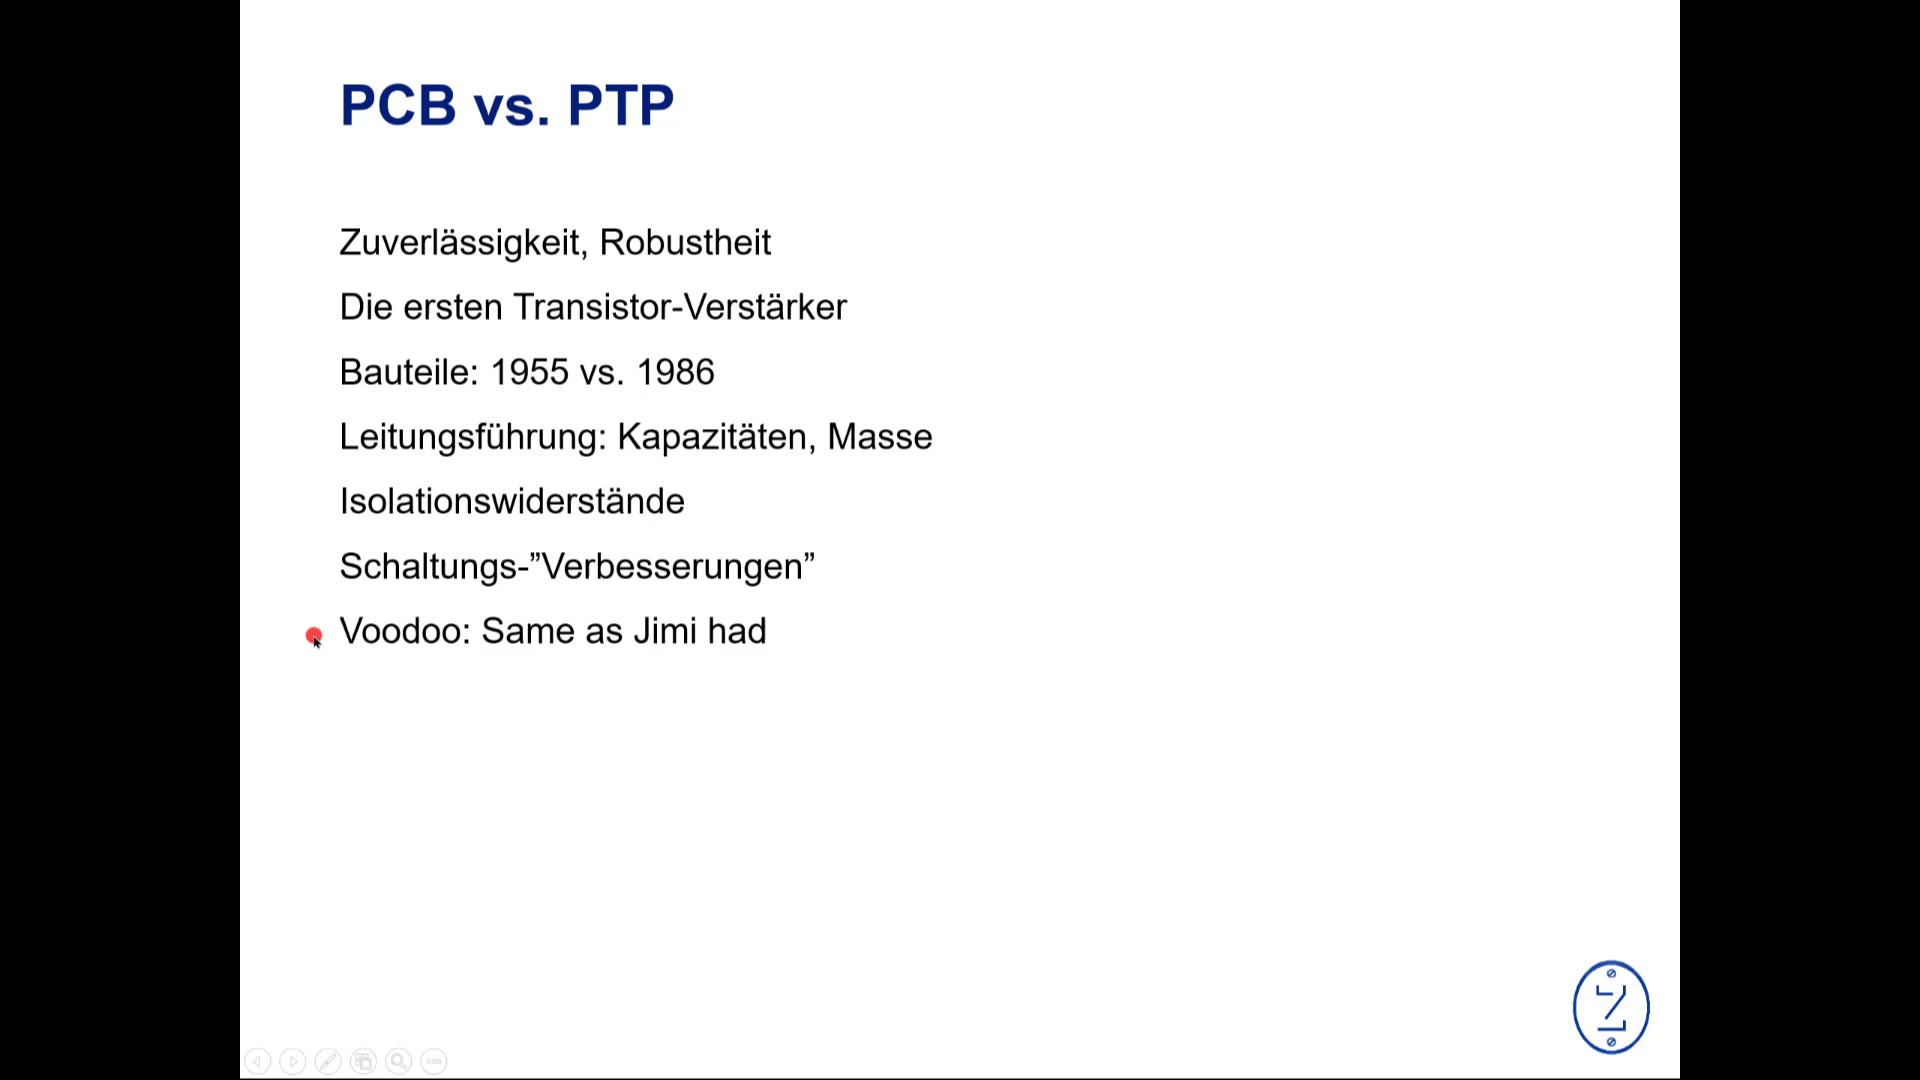 PCB vs. PTP
Zuverlässigkeit, Robustheit
Die ersten Transistor-Verstärker
Bauteile: 1955 vs. 1986
Leitungsführung: Kapazitäten, Masse
Isolationswiderstände
Schaltungs-”Verbesserungen”
Voodoo: Same as Jimi had